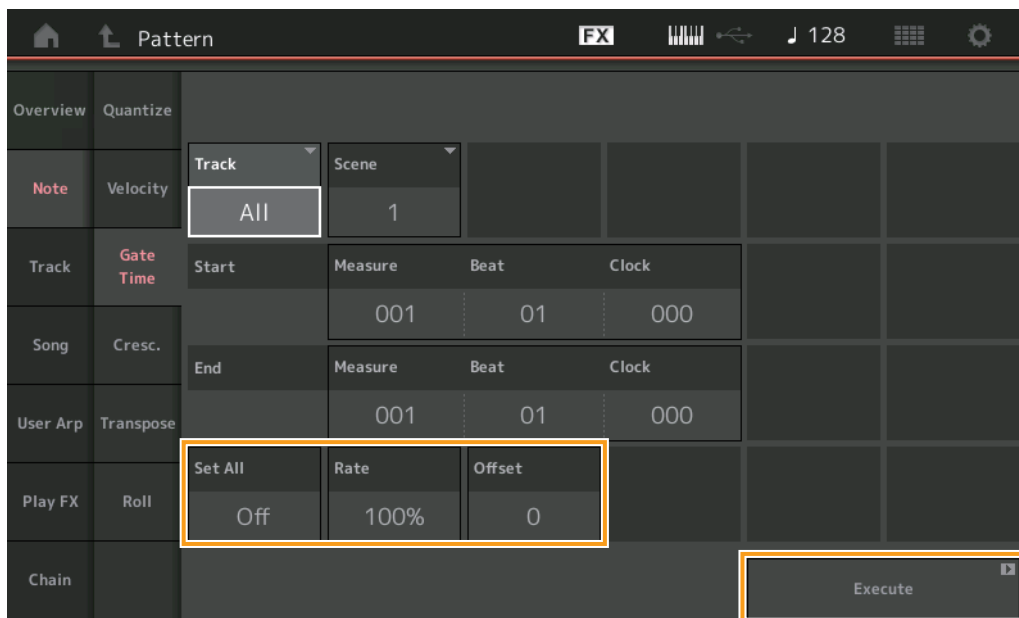 Pattern FX ♩ 128
Overview Quantize
Track Scene
Note Velocity
All 1
Track Gate Time Start Measure Beat Clock
001 01 000
Song Cresc.
End Measure Beat Clock
User Arp Transpose 001 01 000
Set All Rate Offset
Play FX Roll Off 100% 0
Chain Execute